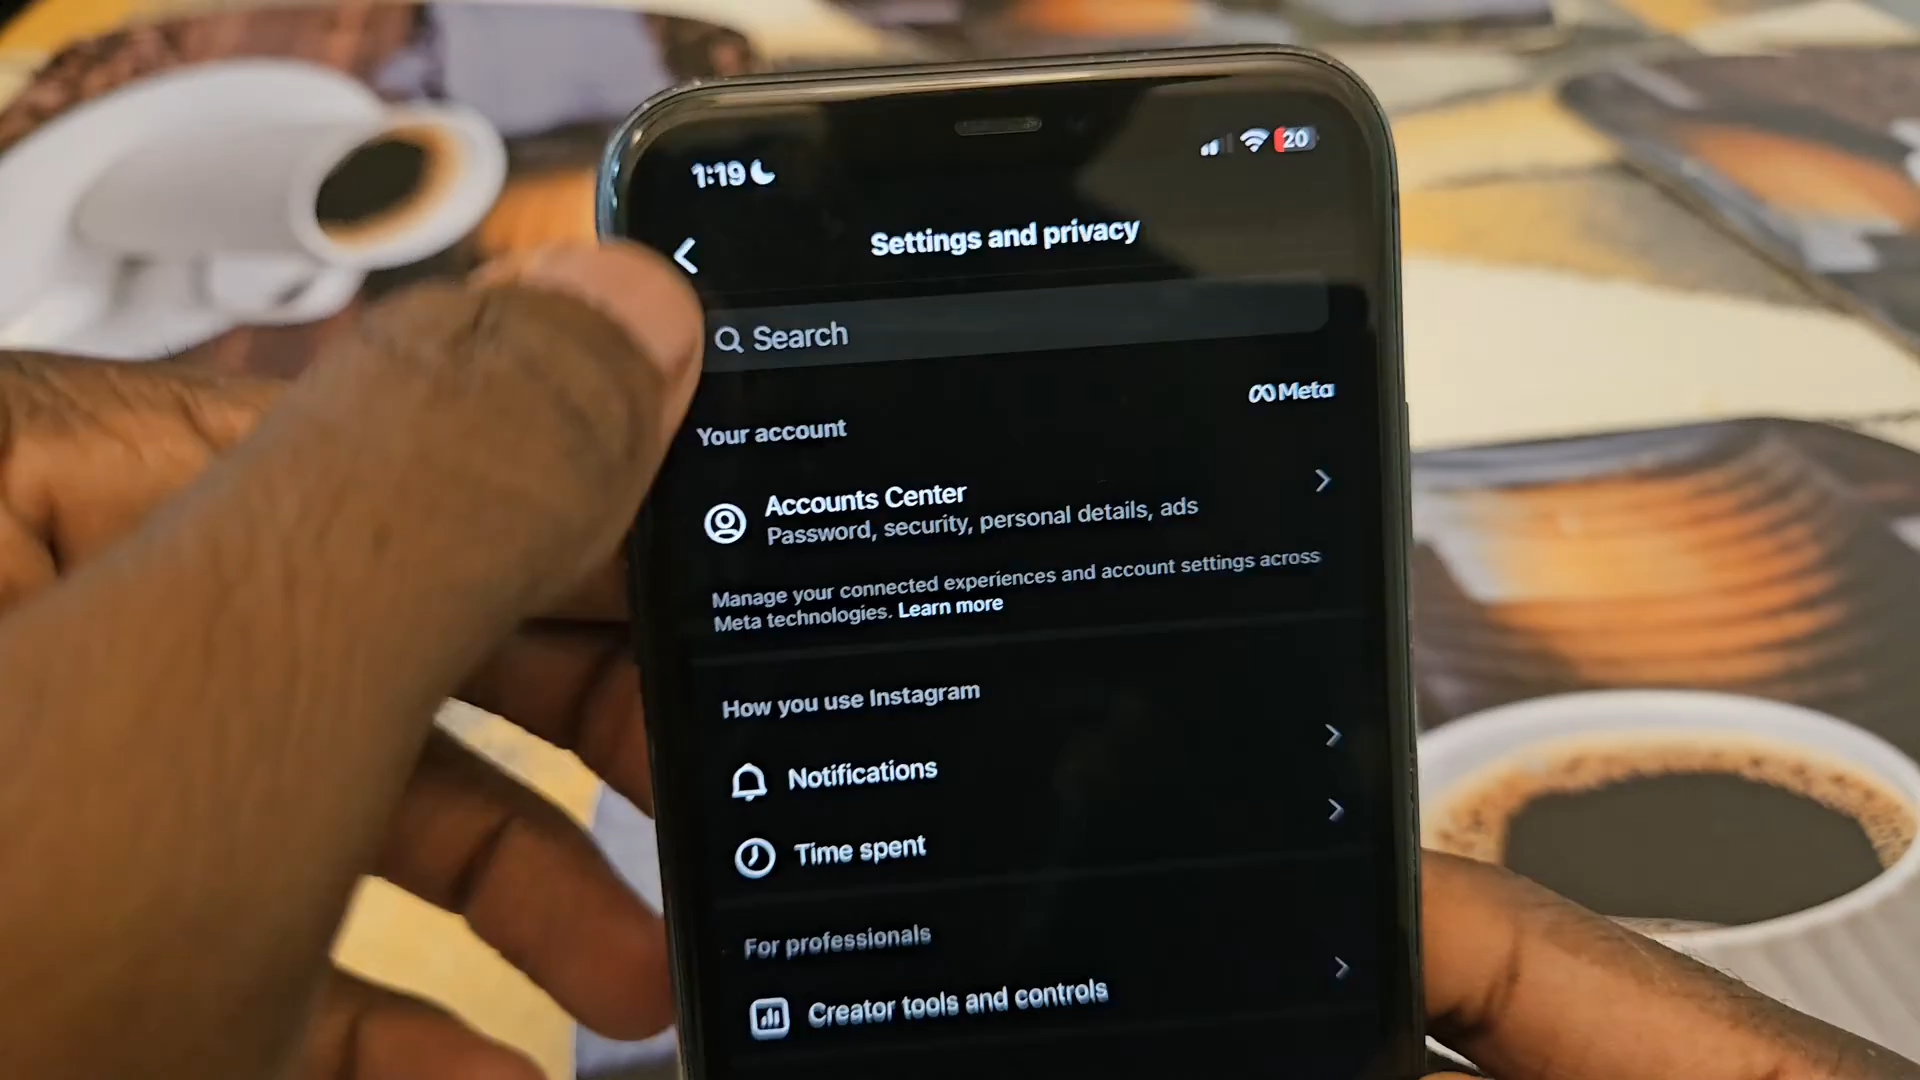 1:19
20
Settings and privacy
Search
Meta
Your account
Accounts Center
Password, security, personal details, ads
Manage your connected experiences and account settings across
Meta technologies. Learn more
How you use Instagram
Notifications
Time spent
For professionals
Creator tools and controls